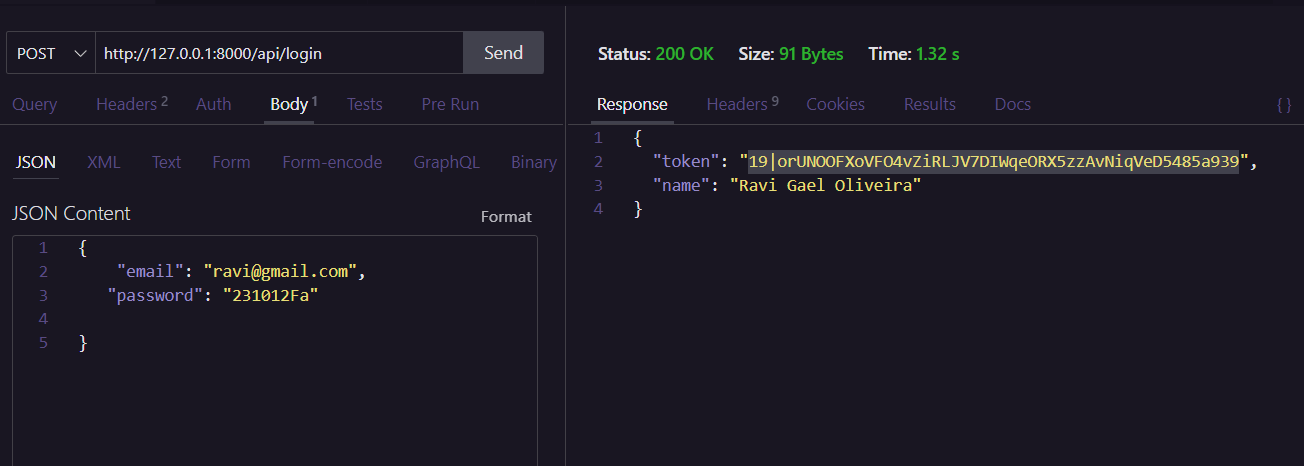 POST http://127.0.0.1:8000/api/login Send
Query Headers 2 Auth Body 1 Tests Pre Run
JSON XML Text Form Form-encode GraphQL Binary
JSON Content Format
1 {
2 "email": "ravi@gmail.com",
3 "password": "231012Fa"
4
5 }
Status: 200 OK Size: 91 Bytes Time: 1.32 s
Response Headers 9 Cookies Results Docs {}
1 {
2 "token": "19|orUNOOFXoVFO4vZiRLJV7DIWqeORX5zzAvNiqVeD5485a939",
3 "name": "Ravi Gael Oliveira"
4 }